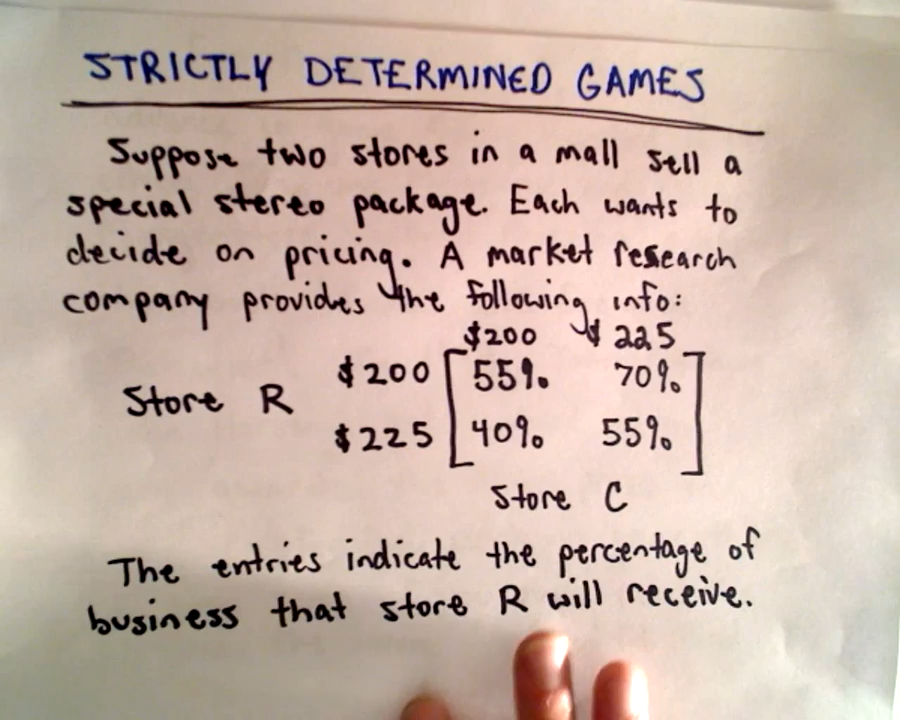 STRICTLY DETERMINED GAMES
Suppose two stores in a mall sell a
special stereo package. Each wants to
decide on pricing. A market research
company provides the following info:
$200 $225
Store R $200 55% 70%
$225 40% 55%
Store C
The entries indicate the percentage of
business that store R will receive.